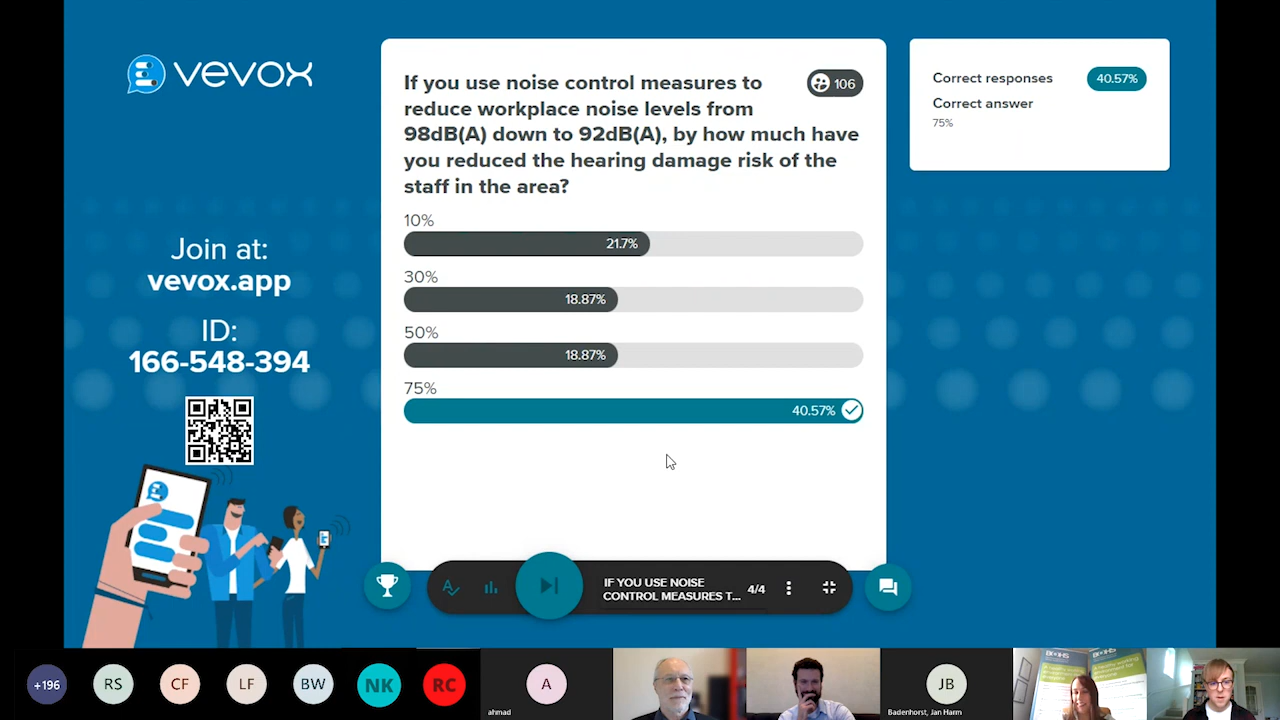 vevox
Join at:
vevox.app
ID:
166-548-394
If you use noise control measures to
reduce workplace noise levels from
98dB(A) down to 92dB(A), by how much have
you reduced the hearing damage risk of the
staff in the area?
106
10%
21.7%
30%
18.87%
50%
18.87%
75%
40.57%
Correct responses
40.57%
Correct answer
75%
IF YOU USE NOISE
CONTROL MEASURES T...
4/4
+196
RS
CF
LF
BW
NK
RC
A
ahmad
JB
Badenhorst, Jan Harm